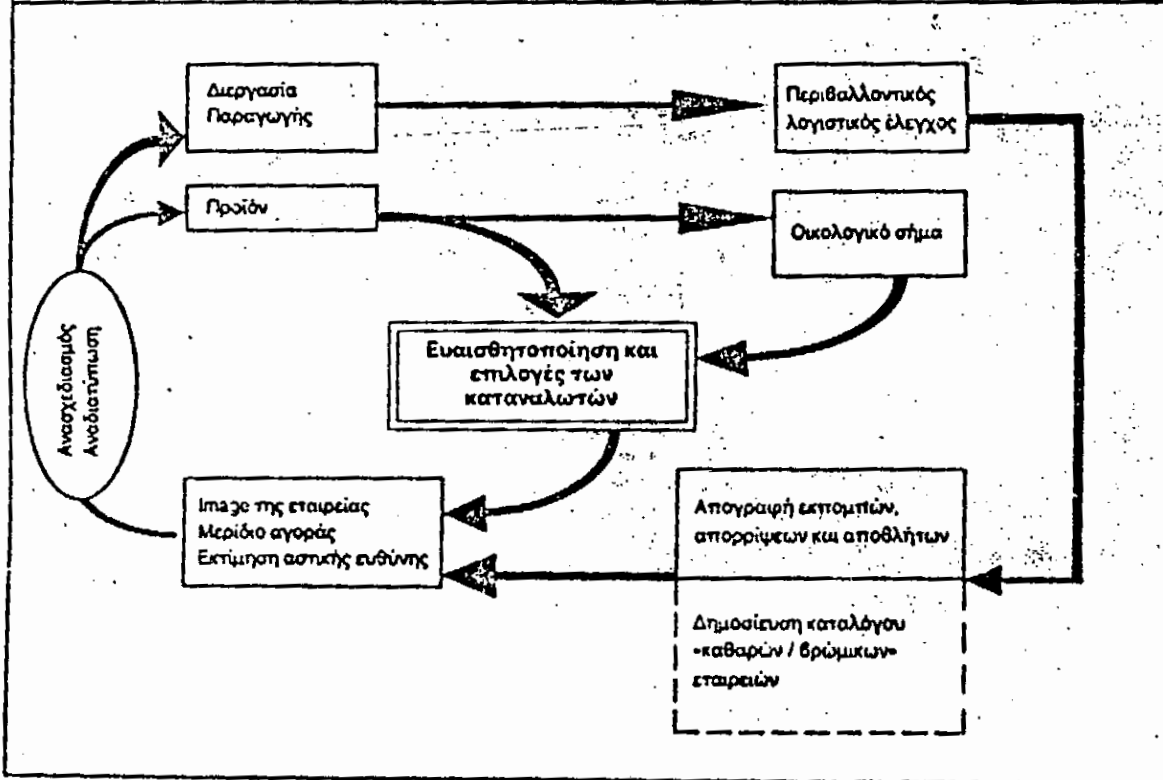 Διεργασία
Παραγωγής
Περιβαλλοντικός
λογιστικός έλεγχος
Προϊόν
Οικολογικό σήμα
Ευαισθητοποίηση και
επιλογές των
καταναλωτών
Ανασχεδιασμός
Αναδιατύπωση
Image της εταιρείας
Μερίδιο αγοράς
Εκτίμηση αστικής ευθύνης
Απογραφή εκπομπών,
απορρίψεων και αποβλήτων
Δημοσίευση καταλόγου
«καθαρών / βρώμικων»
εταιρειών